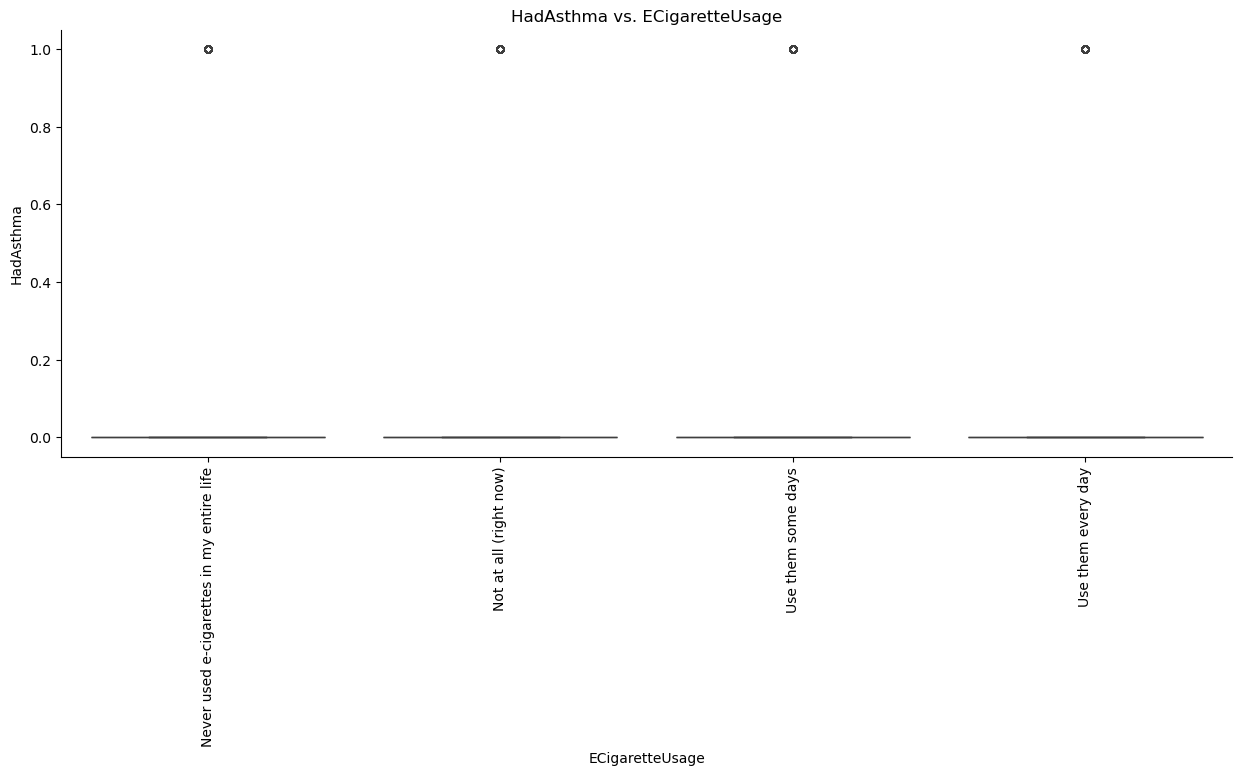 HadAsthma vs. ECigaretteUsage
1.0
0.8
0.6
0.4
0.2
0.0
HadAsthma
Never used e-cigarettes in my entire life
Not at all (right now)
Use them some days
Use them every day
ECigaretteUsage